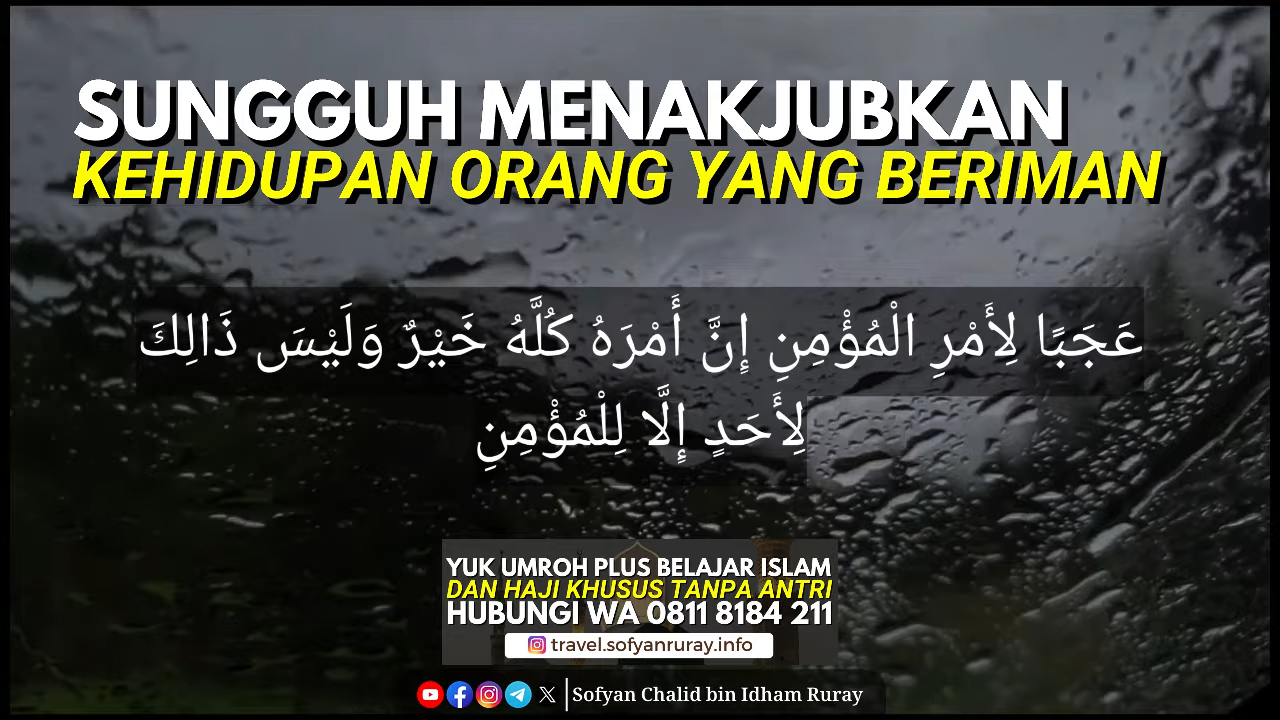 SUNGGUH MENAKJUBKAN
KEHIDUPAN ORANG YANG BERIMAN
عَجَبًا لِأَمْرِ الْمُؤْمِنِ إِنَّ أَمْرَهُ كُلَّهُ خَيْرٌ وَلَيْسَ ذَالِكَ
لِأَحَدٍ إِلَّا لِلْمُؤْمِنِ
YUK UMROH PLUS BELAJAR ISLAM
DAN HAJI KHUSUS TANPA ANTRI
HUBUNGI WA 0811 8184 211
travel.sofyanruray.info
Sofyan Chalid bin Idham Ruray